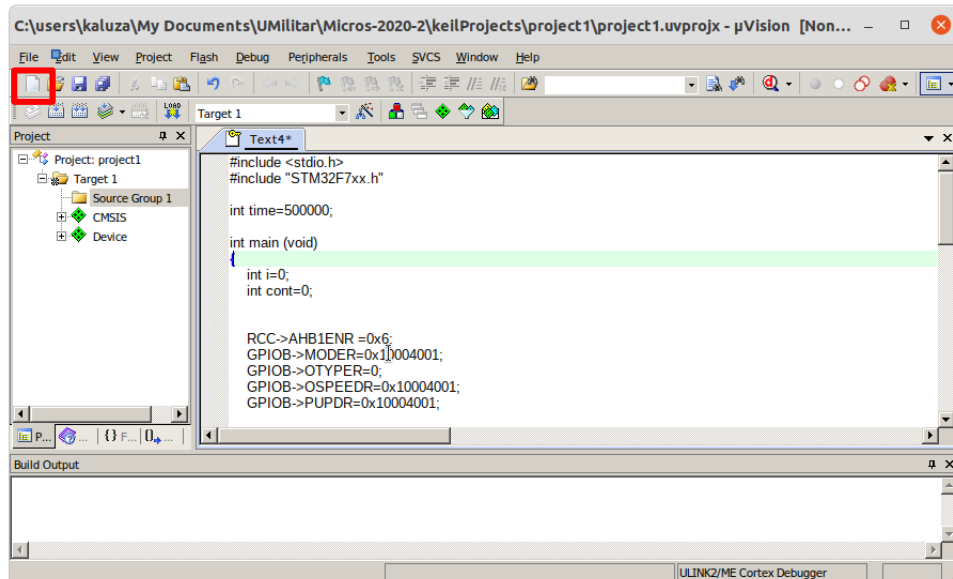 C:\users\kaluza\My Documents\UMilitar\Micros-2020-2\keilProjects\project1\project1.uvprojx - µVision [Non...
File Edit View Project Flash Debug Peripherals Tools SVCS Window Help
LOAD
Target 1
Project
Text4*
Project: project1
Target 1
Source Group 1
CMSIS
Device
#include <stdio.h>
#include "STM32F7xx.h"
int time=500000;
int main (void)
{
int i=0;
int cont=0;
RCC->AHB1ENR =0x6;
GPIOB->MODER=0x10004001;
GPIOB->OTYPER=0;
GPIOB->OSPEEDR=0x10004001;
GPIOB->PUPDR=0x10004001;
P... ... {} F... 0 ...
Build Output
ULINK2/ME Cortex Debugger